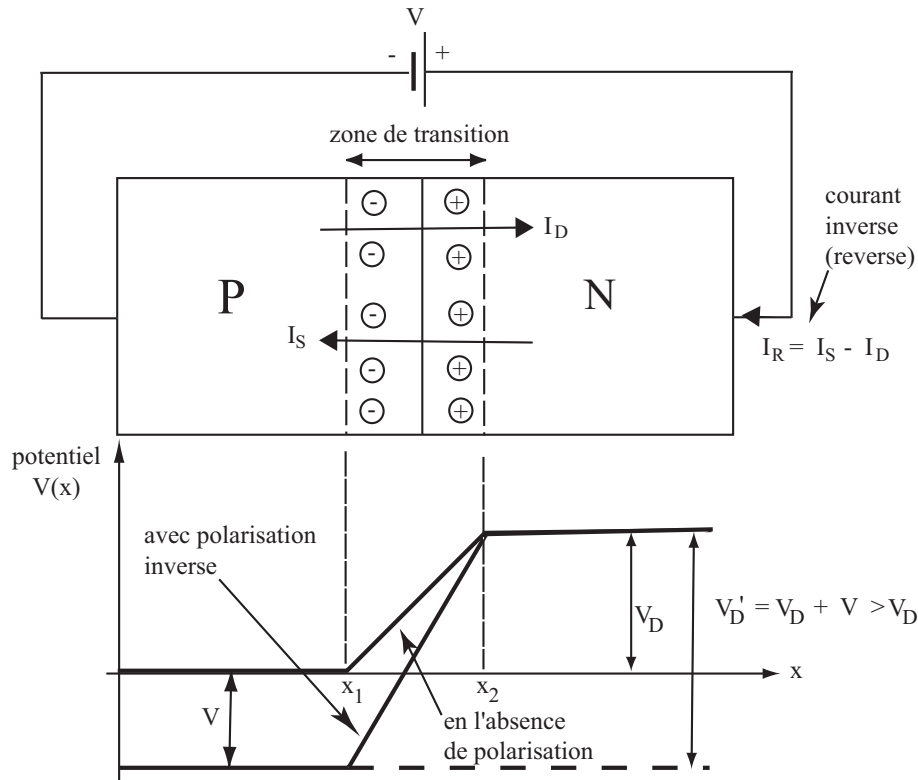 V
- +
zone de transition
- +
I_D
- +
P
N
- +
I_S
- +
- +
courant
inverse
(reverse)
I_R = I_S - I_D
potentiel
V(x)
avec polarisation
inverse
V_D
V_D' = V_D + V > V_D
x_1
x_2
x
V
en l'absence
de polarisation